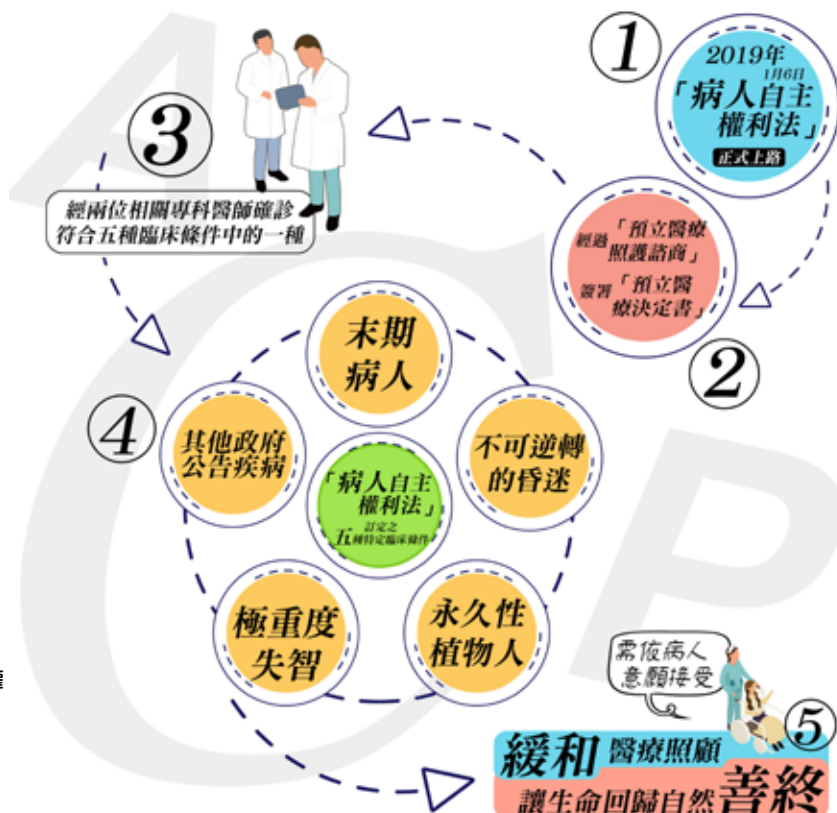 1
2019年
1月6日
「病人自主
權利法」
正式上路
經過「預立醫療
照護諮商」
簽署「預立醫
療決定書」
2
3
經兩位相關專科醫師確診
符合五種臨床條件中的一種
4
末期
病人
不可逆轉
的昏迷
永久性
植物人
極重度
失智
其他政府
公告疾病
「病人自主
權利法」
訂定之
五種特定臨床條件
需依病人
意願接受
5
緩和醫療照顧
讓生命回歸自然善終
A
C
P